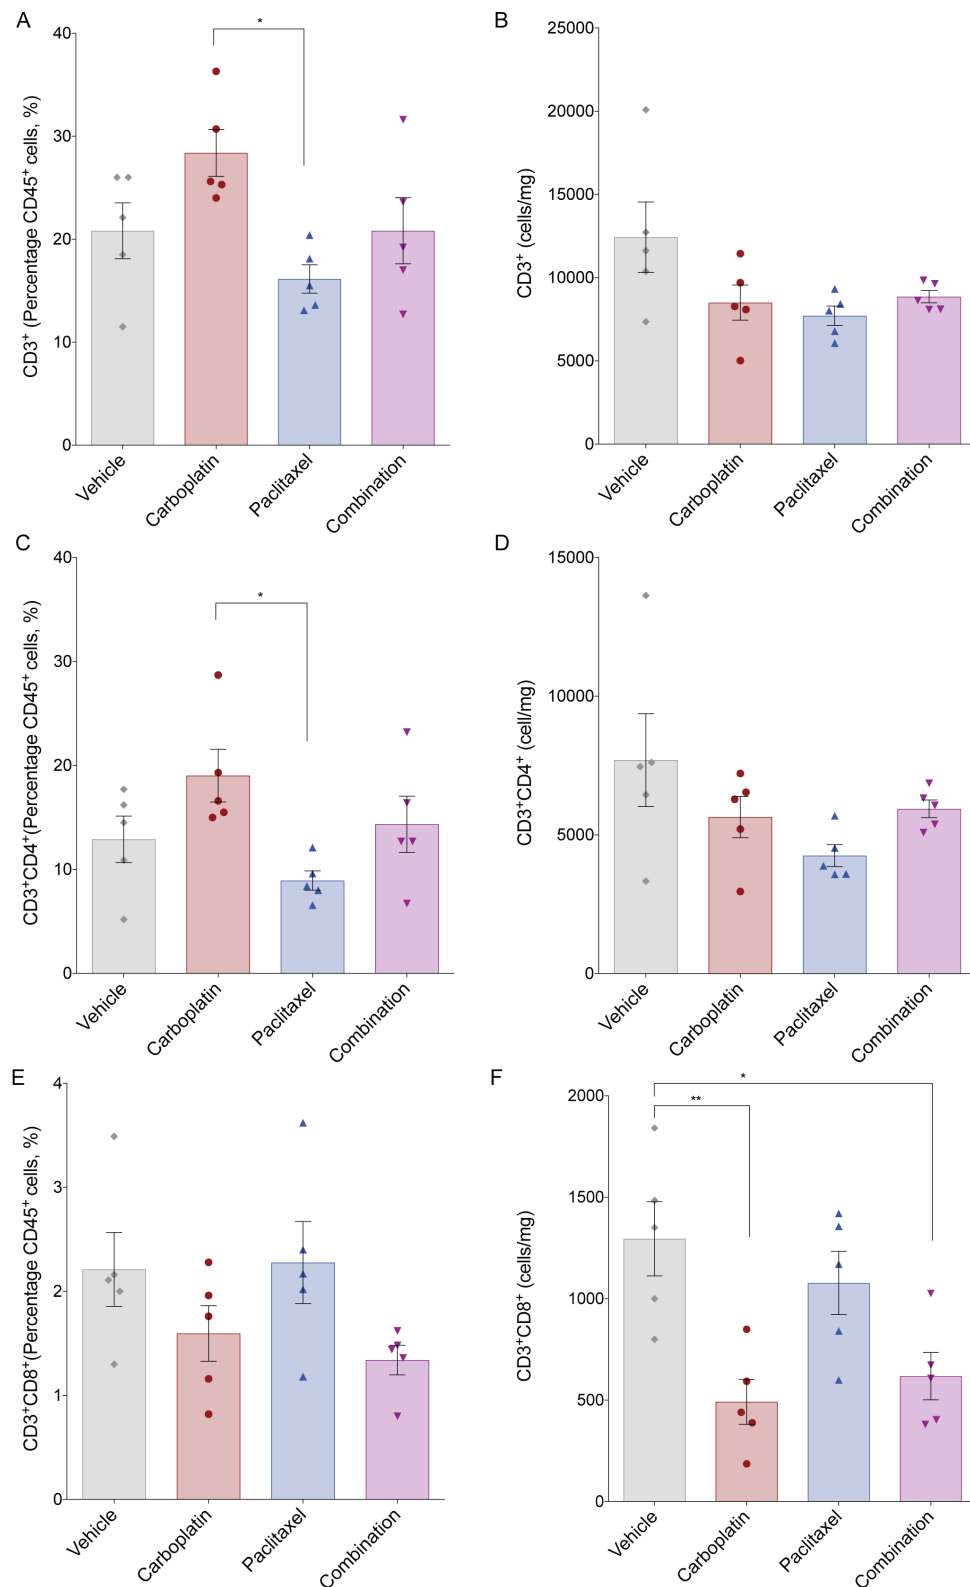 A
CD3⁺ (Percentage CD45⁺ cells, %)
40
30
20
10
0
*
Vehicle
Carboplatin
Paclitaxel
Combination
B
CD3⁺ (cells/mg)
25000
20000
15000
10000
5000
0
Vehicle
Carboplatin
Paclitaxel
Combination
C
CD3⁺CD4⁺(Percentage CD45⁺ cells, %)
40
30
20
10
0
*
Vehicle
Carboplatin
Paclitaxel
Combination
D
CD3⁺CD4⁺ (cell/mg)
15000
10000
5000
0
Vehicle
Carboplatin
Paclitaxel
Combination
E
CD3⁺CD8⁺(Percentage CD45⁺ cells, %)
4
3
2
1
0
Vehicle
Carboplatin
Paclitaxel
Combination
F
CD3⁺CD8⁺ (cells/mg)
2000
1500
1000
500
0
*
**
Vehicle
Carboplatin
Paclitaxel
Combination